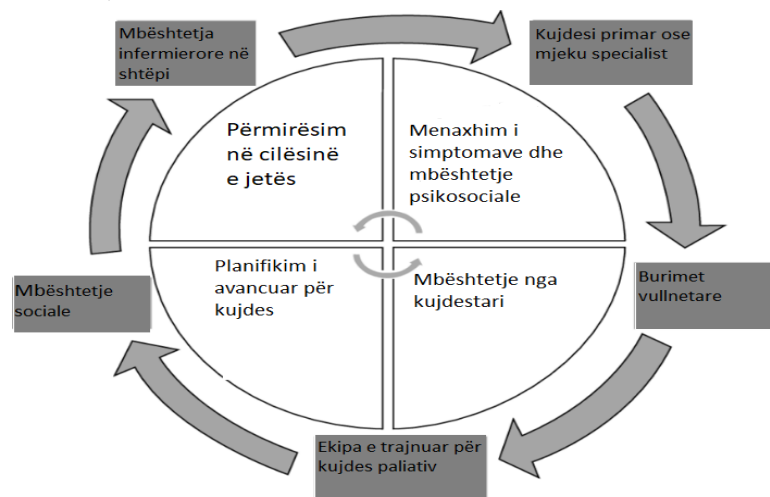 Mbështetja
infermierore në
shtëpi
Kujdesi primar ose
mjeku specialist
Përmirësim
në cilësinë
e jetës
Menaxhim i
simptomave dhe
mbështetje
psikosociale
Planifikim i
avancuar për
kujdes
Mbështetje nga
kujdestari
Mbështetje
sociale
Burimet
vullnetare
Ekipa e trajnuar për
kujdes paliativ